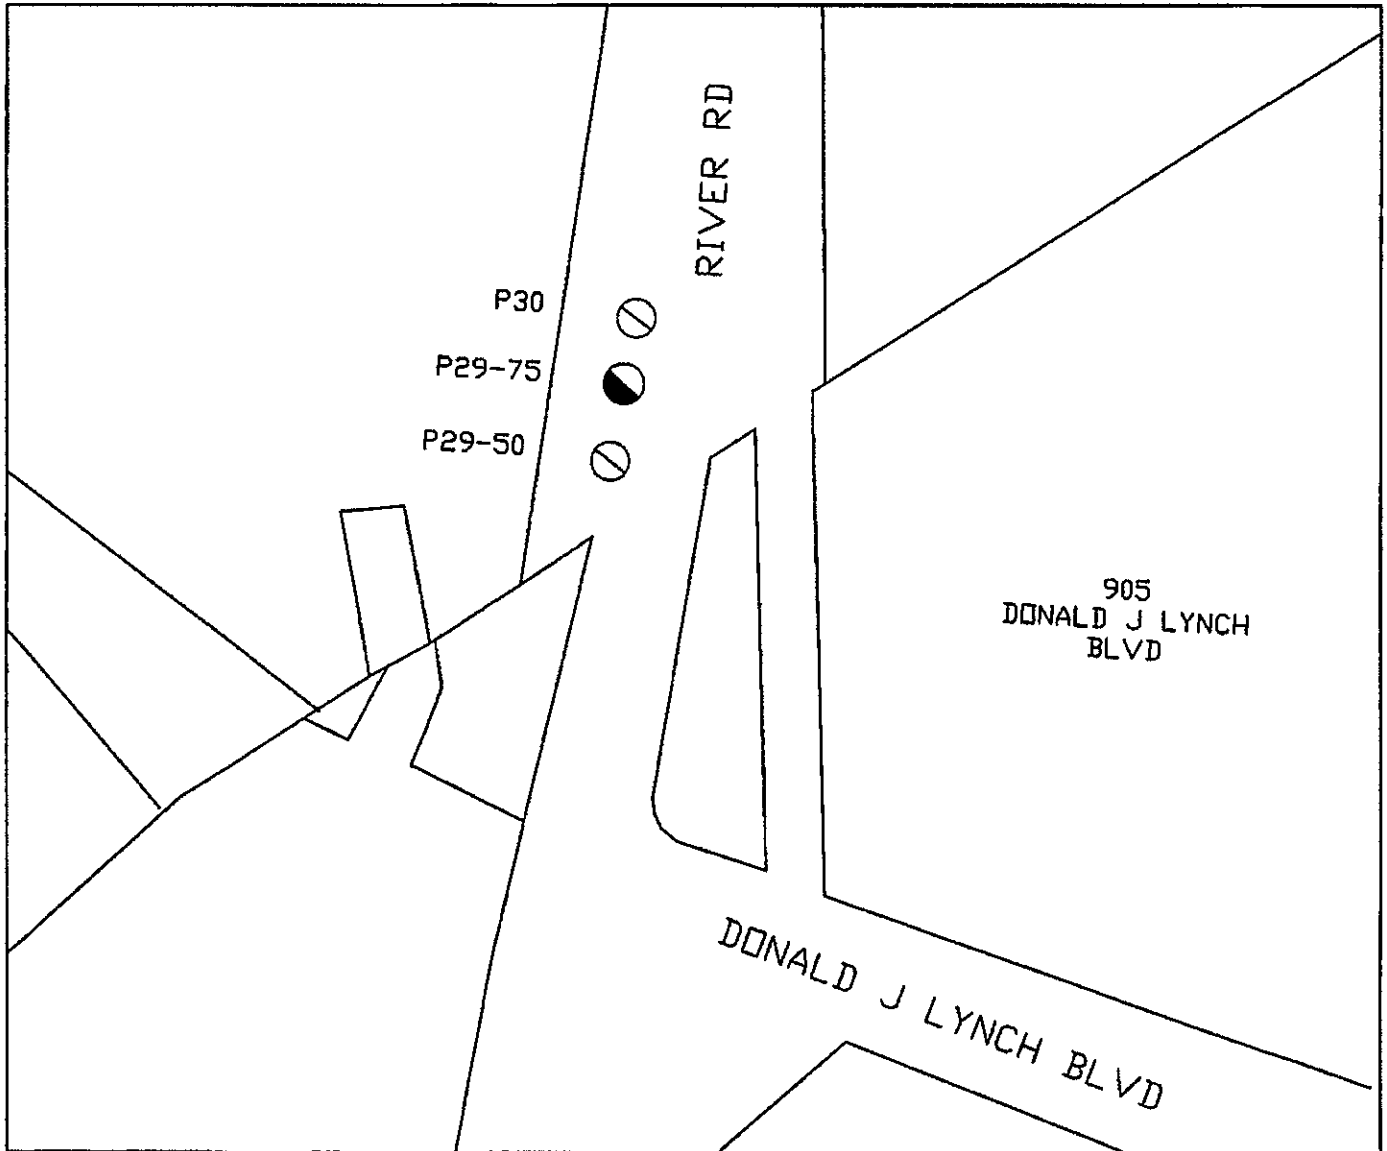 RIVER RD
P30
P29-75
P29-50
905
DONALD J LYNCH
BLVD
DONALD J LYNCH BLVD